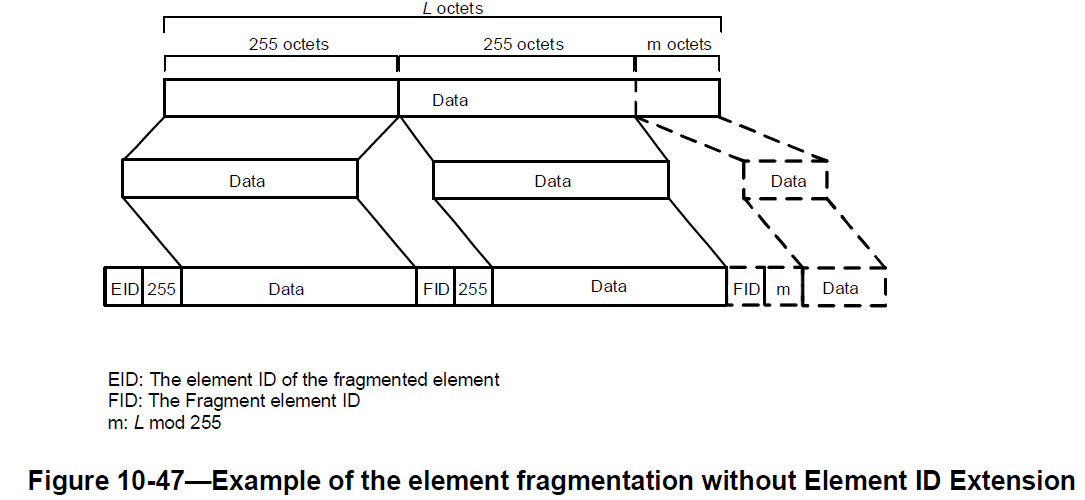 L octets
255 octets 255 octets m octets
Data
Data Data Data
EID 255 Data FID 255 Data FID m Data
EID: The element ID of the fragmented element
FID: The Fragment element ID
m: L mod 255
Figure 10-47—Example of the element fragmentation without Element ID Extension